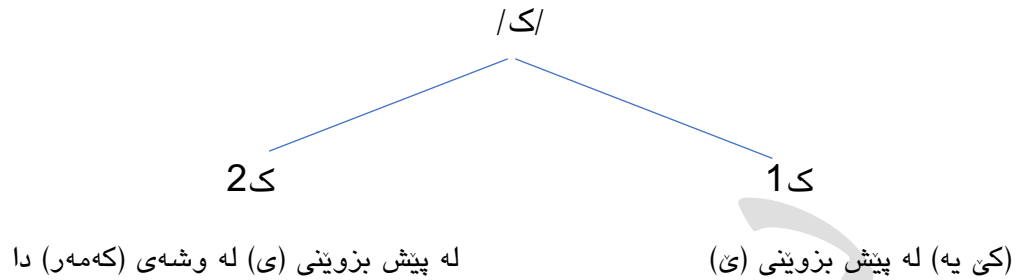 /ک/
ک1
ک2
(کێ یە) لە پێش بزوێنی (ێ)
لە پێش بزوێنی (ی) لە وشەی (کەمەر) دا